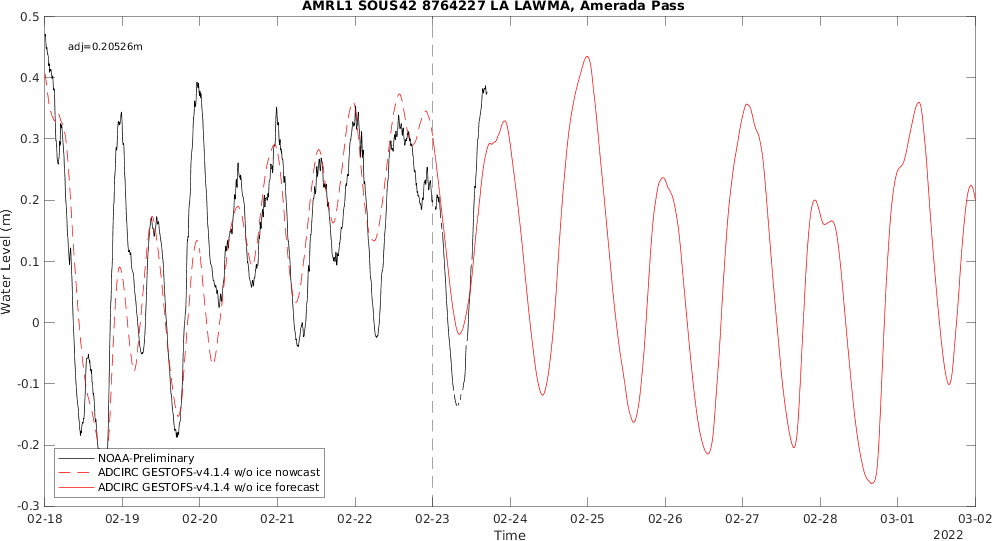 AMRL1 SOUS42 8764227 LA LAWMA, Amerada Pass
adj=0.20526m
Water Level (m)
0.5
0.4
0.3
0.2
0.1
0
-0.1
-0.2
-0.3
NOAA-Preliminary
ADCIRC GESTOFS-v4.1.4 w/o ice nowcast
ADCIRC GESTOFS-v4.1.4 w/o ice forecast
02-18 02-19 02-20 02-21 02-22 02-23 02-24 02-25 02-26 02-27 02-28 03-01 03-02
Time
2022